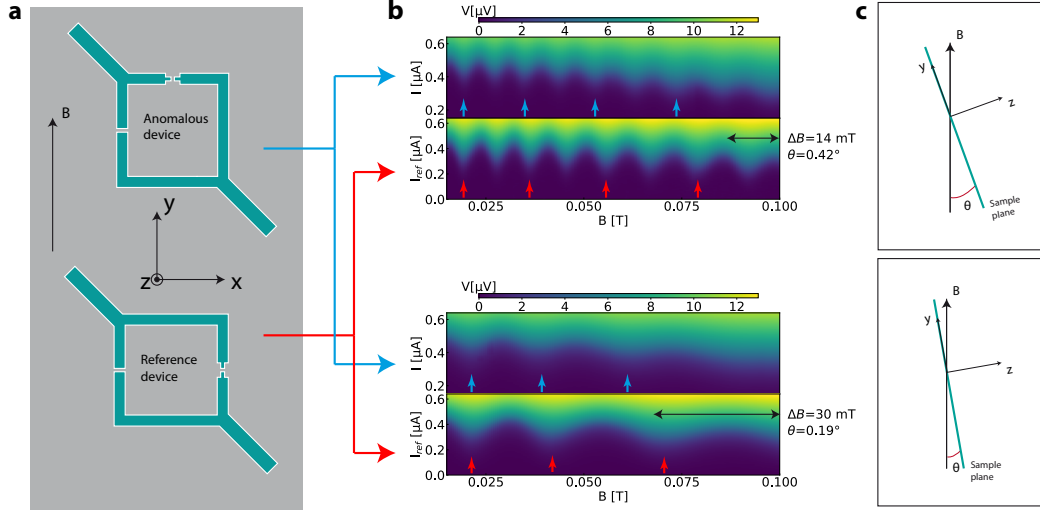 a
Anomalous
device
B
y
z
x
Reference
device
b
V[μV]
0 2 4 6 8 10 12
I [μA]
0.6
0.4
0.2
I_ref [μA]
0.4
0.2
0.0
0.025 0.050 0.075 0.100
B [T]
ΔB=14 mT
θ=0.42°
V[μV]
0 2 4 6 8 10 12
I [μA]
0.6
0.4
0.2
I_ref [μA]
0.6
0.4
0.2
0.0
0.025 0.050 0.075 0.100
B [T]
ΔB=30 mT
θ=0.19°
c
B
y
z
θ
Sample
plane
B
y
z
θ
Sample
plane